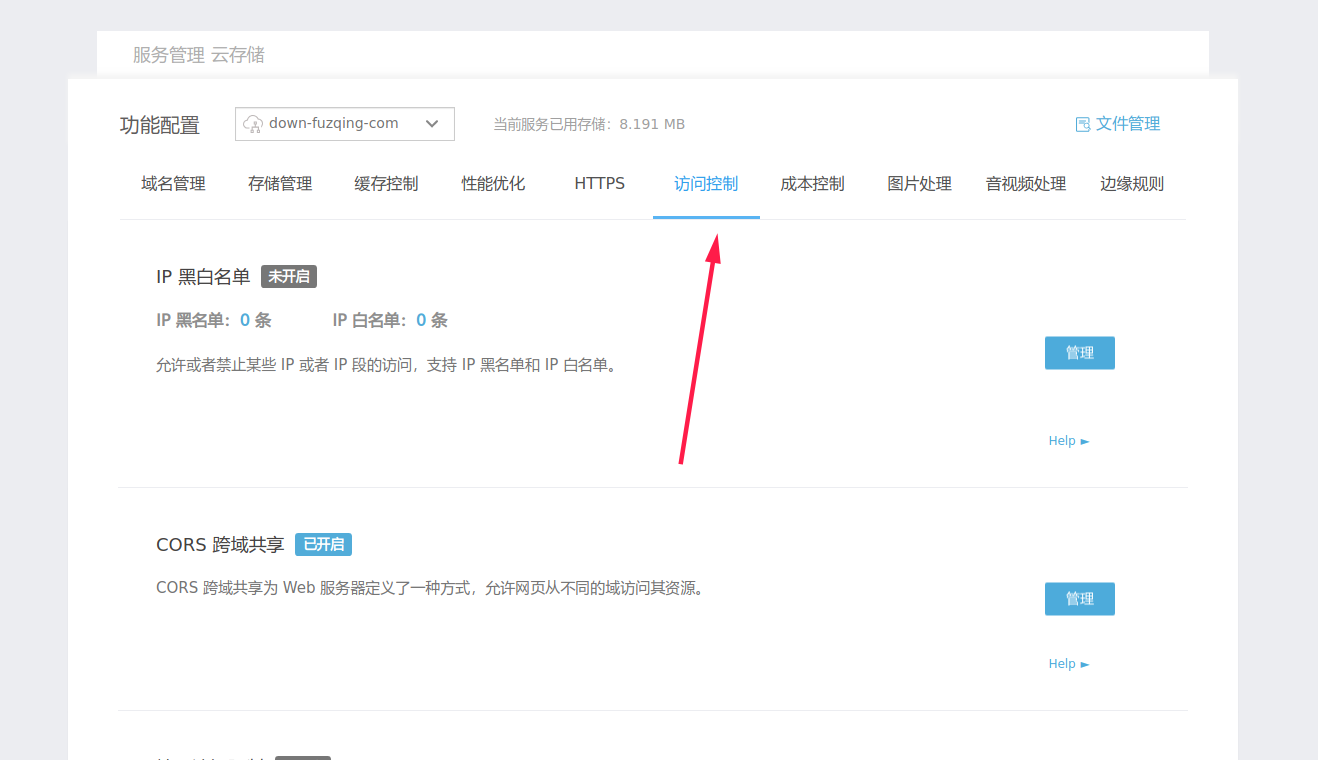 服务管理 云存储
功能配置 down-fuzqing-com 当前服务已用存储：8.191 MB 文件管理
域名管理 存储管理 缓存控制 性能优化 HTTPS 访问控制 成本控制 图片处理 音视频处理 边缘规则
IP 黑白名单 未开启
IP 黑名单：0 条 IP 白名单：0 条
允许或者禁止某些 IP 或者 IP 段的访问，支持 IP 黑名单和 IP 白名单。
管理
Help ►
CORS 跨域共享 已开启
CORS 跨域共享为 Web 服务器定义了一种方式，允许网页从不同的域访问其资源。
管理
Help ►